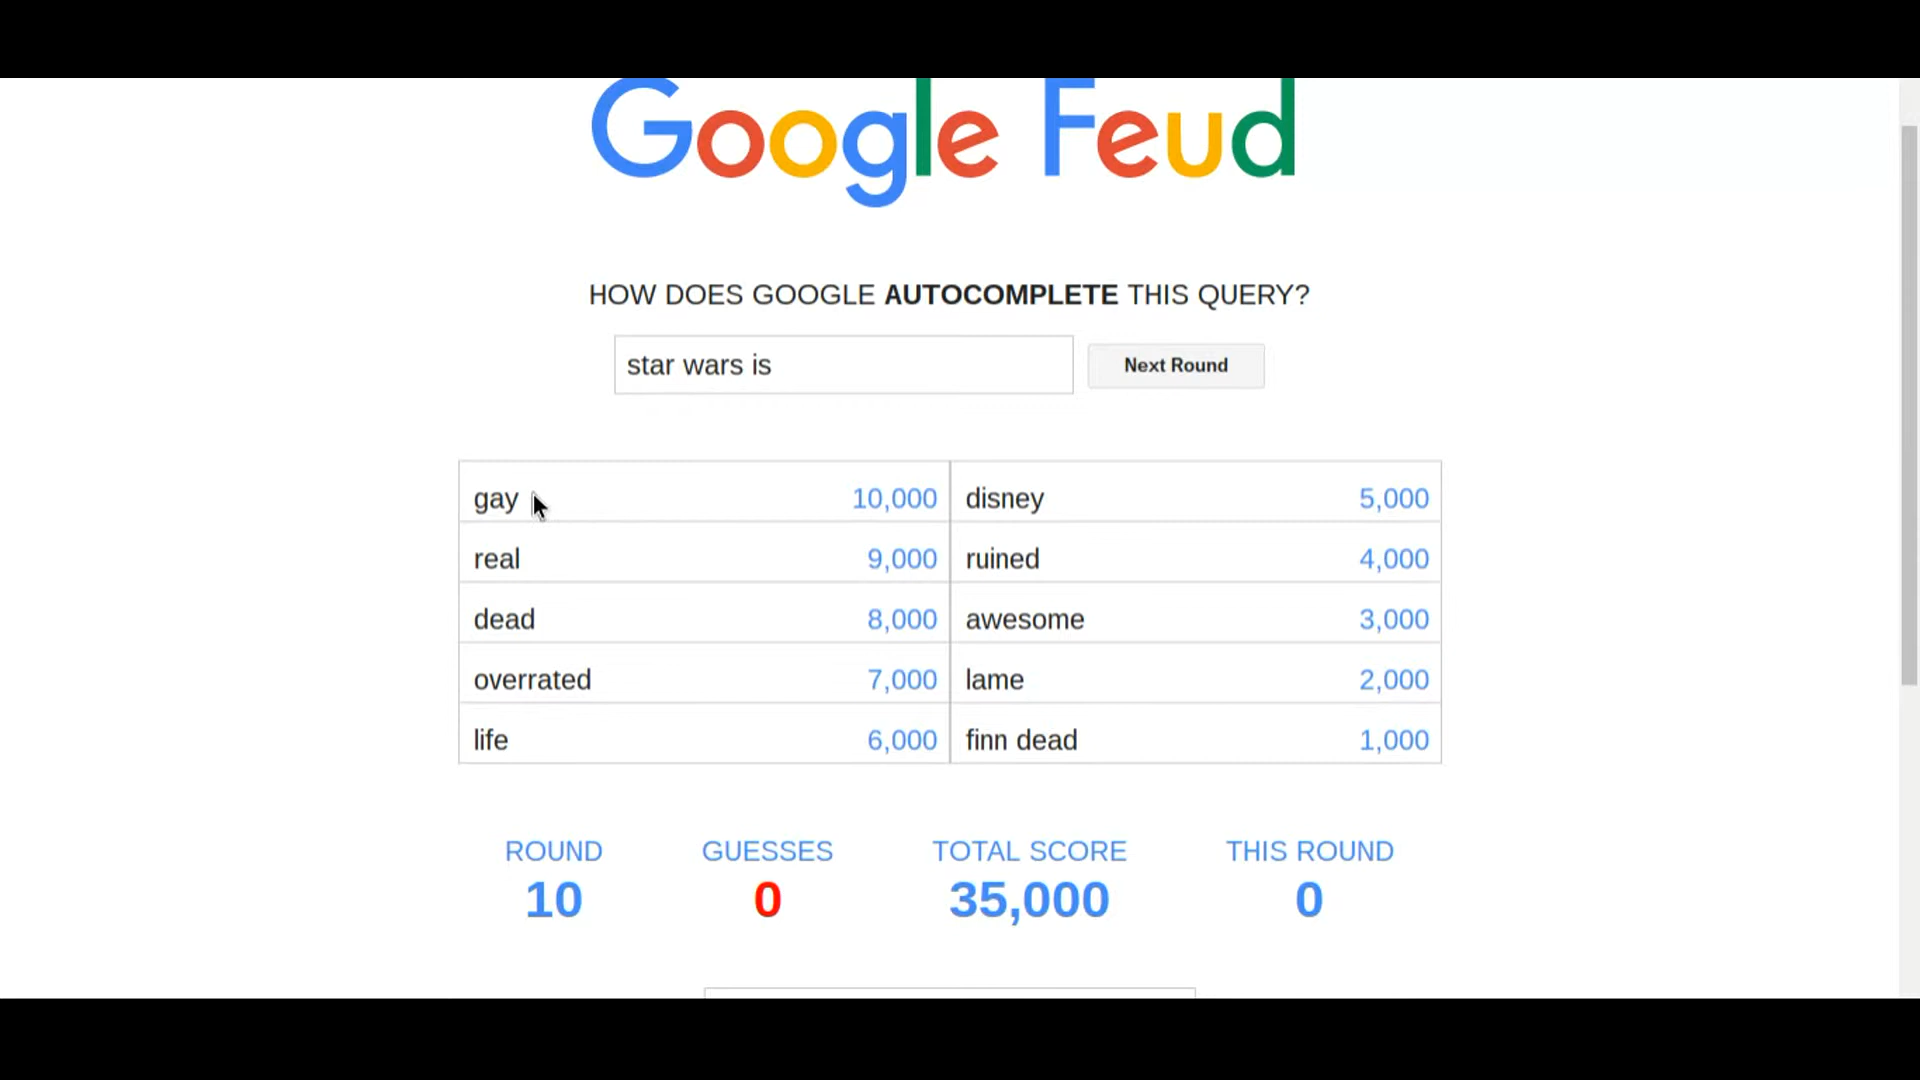 Google Feud
HOW DOES GOOGLE AUTOCOMPLETE THIS QUERY?
star wars is
Next Round
gay 10,000
disney 5,000
real 9,000
ruined 4,000
dead 8,000
awesome 3,000
overrated 7,000
lame 2,000
life 6,000
finn dead 1,000
ROUND GUESSES TOTAL SCORE THIS ROUND
10 0 35,000 0